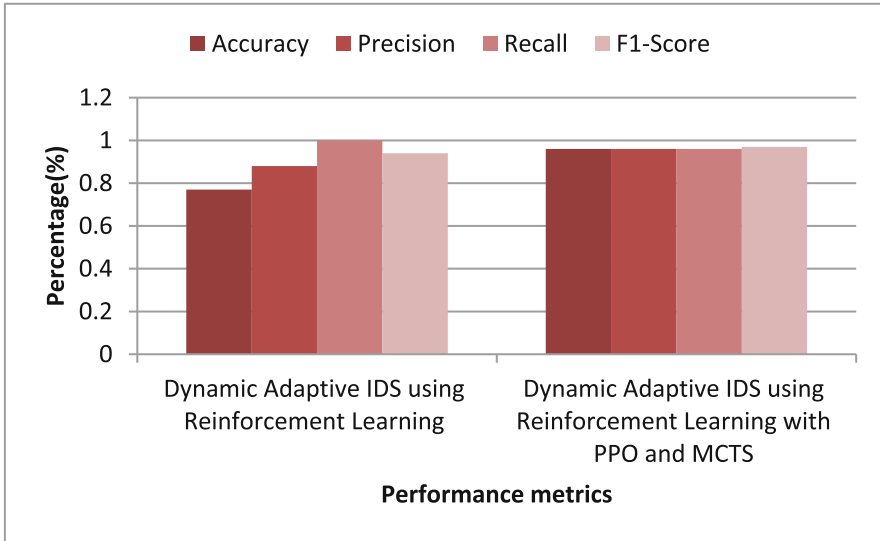 Accuracy Precision Recall F1-Score
1.2
1
0.8
0.6
0.4
0.2
0
Percentage(%)
Dynamic Adaptive IDS using
Reinforcement Learning
Dynamic Adaptive IDS using
Reinforcement Learning with
PPO and MCTS
Performance metrics